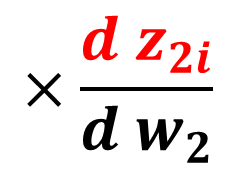 × d z₂ᵢ
d w₂